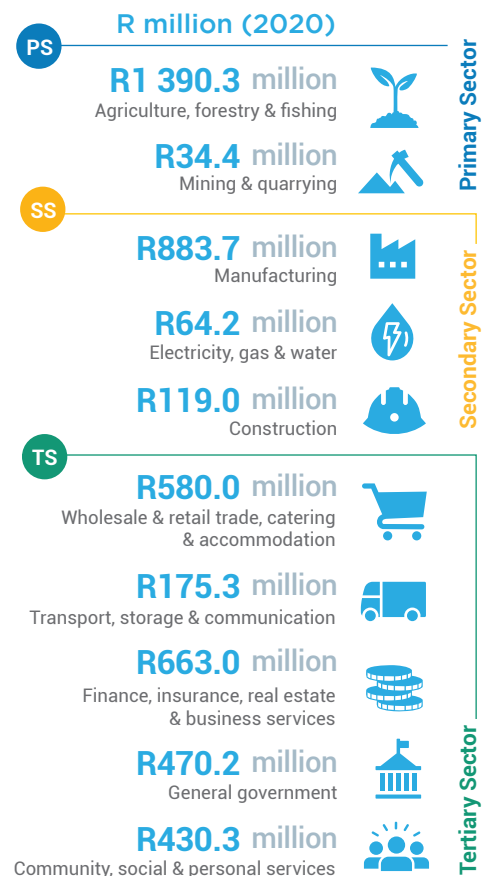 R million (2020)
PS
Primary Sector
R1 390.3 million
Agriculture, forestry & fishing
R34.4 million
Mining & quarrying
SS
Secondary Sector
R883.7 million
Manufacturing
R64.2 million
Electricity, gas & water
R119.0 million
Construction
TS
Tertiary Sector
R580.0 million
Wholesale & retail trade, catering
& accommodation
R175.3 million
Transport, storage & communication
R663.0 million
Finance, insurance, real estate
& business services
R470.2 million
General government
R430.3 million
Community, social & personal services